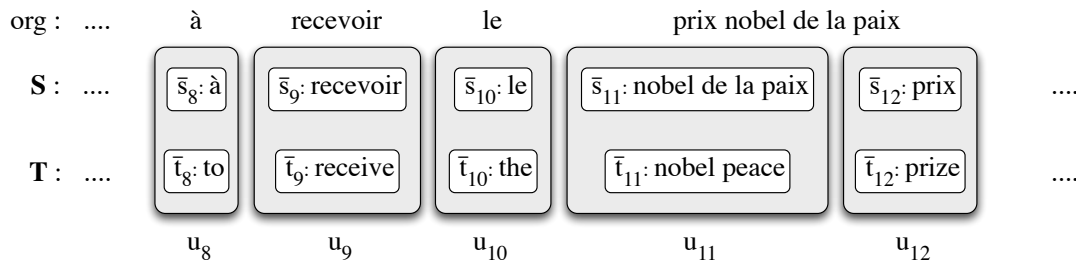 org : .... à recevoir le prix nobel de la paix
S : .... s̅8: à s̅9: recevoir s̅10: le s̅11: nobel de la paix s̅12: prix ....
T : .... t̅8: to t̅9: receive t̅10: the t̅11: nobel peace t̅12: prize ....
u8 u9 u10 u11 u12